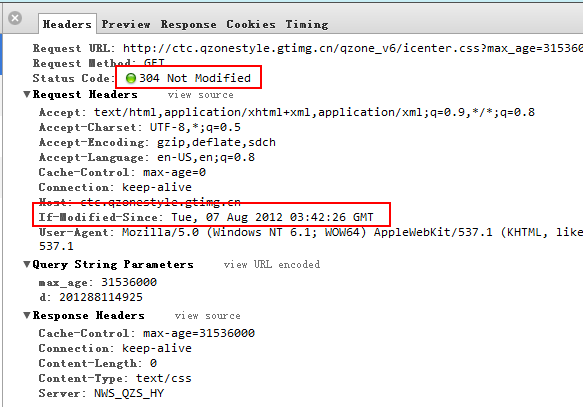 Headers Preview Response Cookies Timing
Request URL: http://ctc.qzonestyle.gtimg.cn/qzone_v6/icenter.css?max_age=315360
Request Method: GET
Status Code: 304 Not Modified
▼Request Headers view source
Accept: text/html,application/xhtml+xml,application/xml;q=0.9,*/*;q=0.8
Accept-Charset: UTF-8,*;q=0.5
Accept-Encoding: gzip,deflate,sdch
Accept-Language: en-US,en;q=0.8
Cache-Control: max-age=0
Connection: keep-alive
Host: ctc.qzonestyle.gtimg.cn
If-Modified-Since: Tue, 07 Aug 2012 03:42:26 GMT
User-Agent: Mozilla/5.0 (Windows NT 6.1; WOW64) AppleWebKit/537.1 (KHTML, like
537.1
▼Query String Parameters view URL encoded
max_age: 31536000
d: 201288114925
▼Response Headers view source
Cache-Control: max-age=31536000
Connection: keep-alive
Content-Length: 0
Content-Type: text/css
Server: NWS_QZS_HY